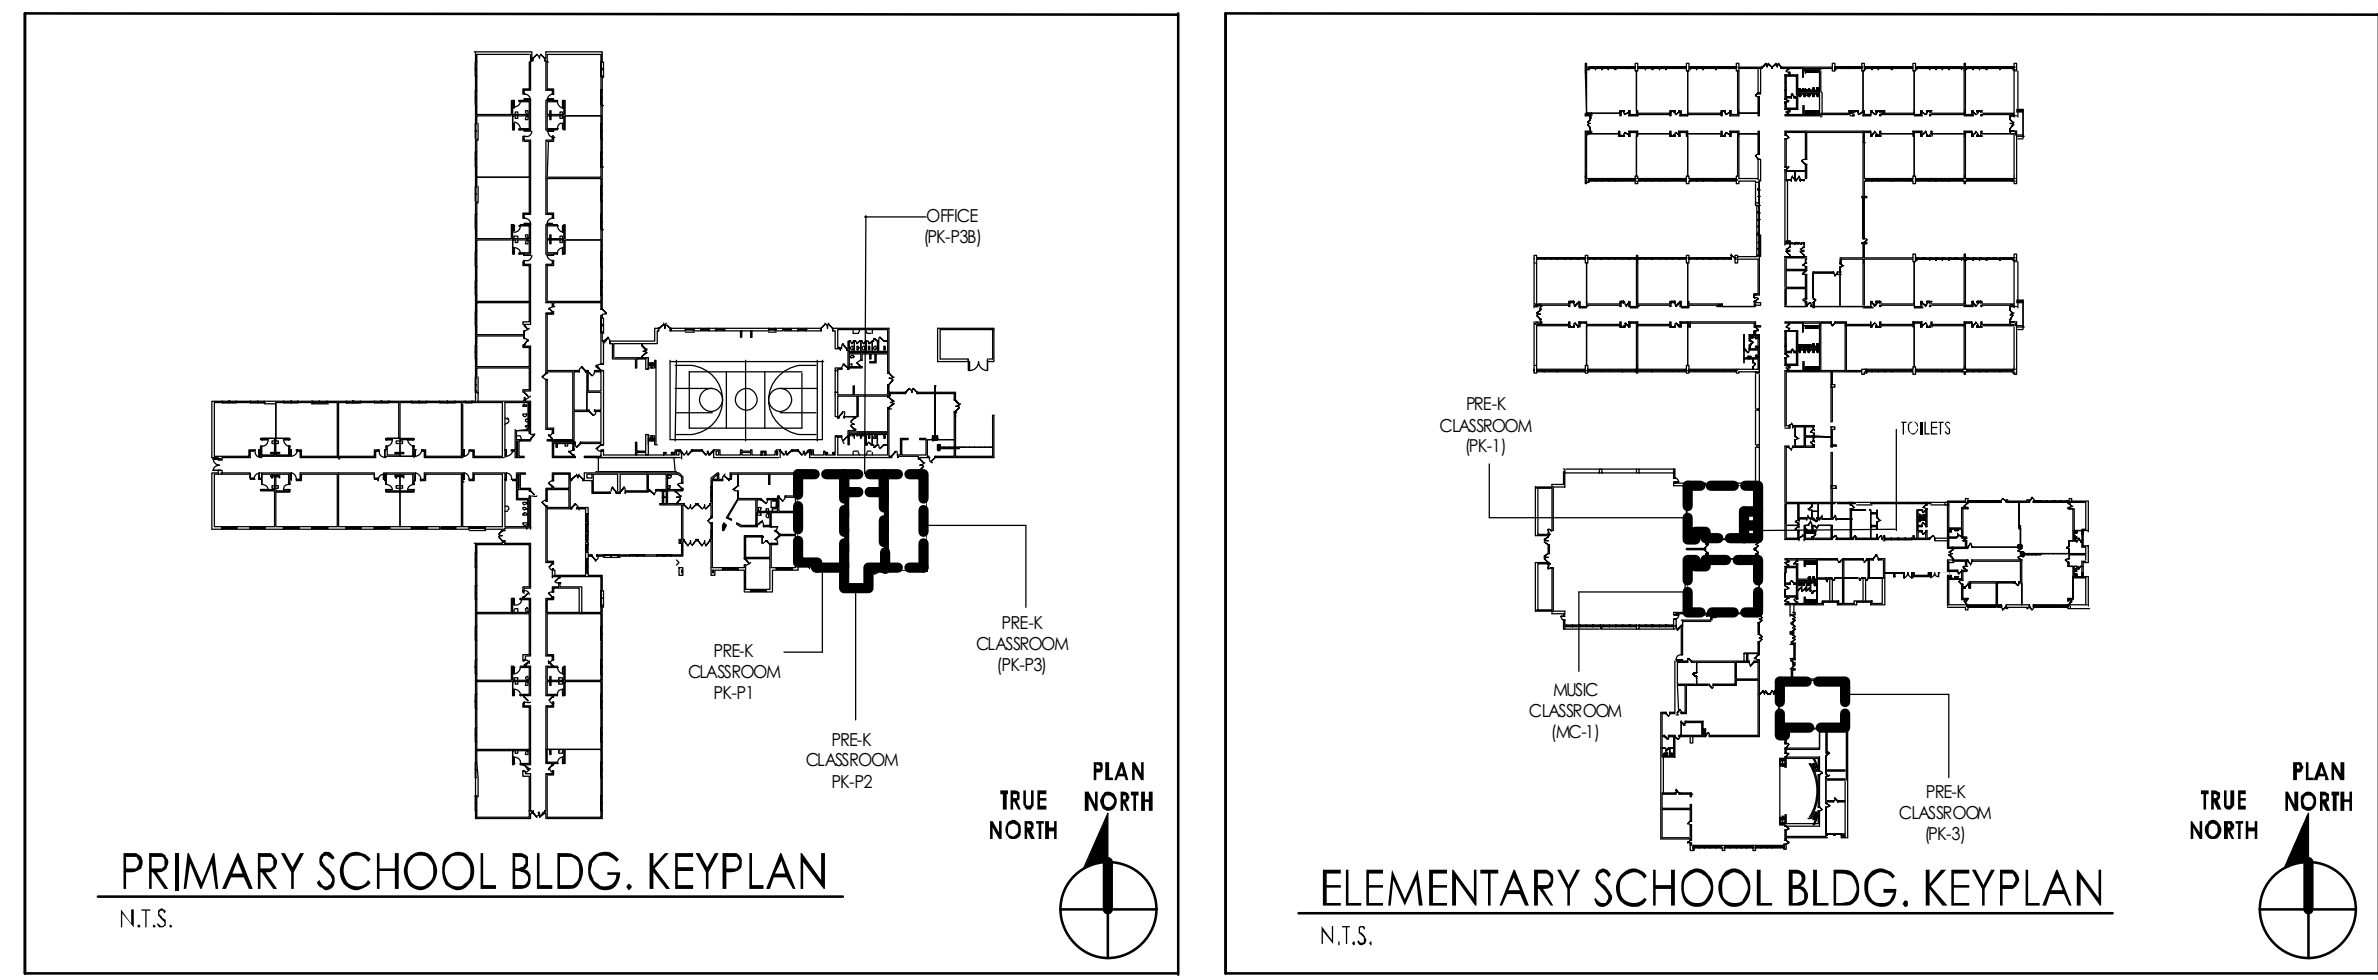 OFFICE
(PK-P3B)
PRE-K
CLASSROOM
(PK-P3)
PRE-K
CLASSROOM
PK-P1
PRE-K
CLASSROOM
PK-P2
TRUE
NORTH
PLAN
NORTH
PRIMARY SCHOOL BLDG. KEYPLAN
N.T.S.
PRE-K
CLASSROOM
(PK-1)
TOILETS
MUSIC
CLASSROOM
(MC-1)
PRE-K
CLASSROOM
(PK-3)
TRUE
NORTH
PLAN
NORTH
ELEMENTARY SCHOOL BLDG. KEYPLAN
N.T.S.